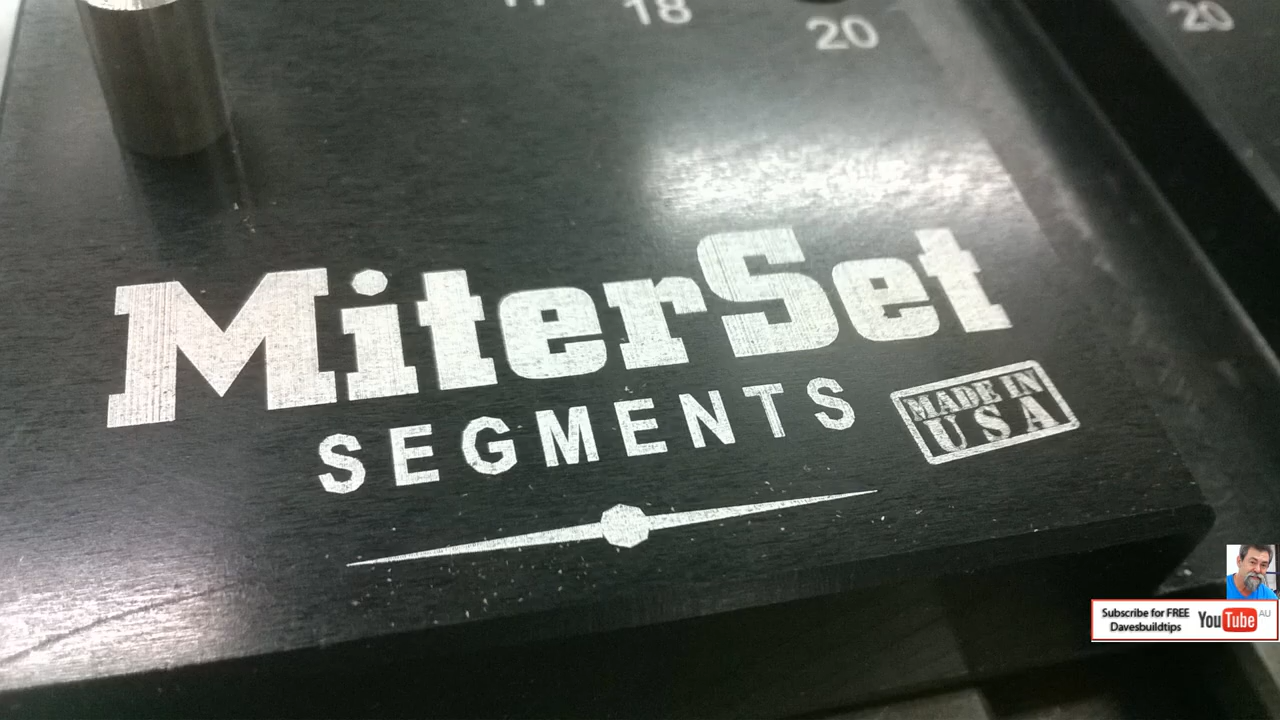 18
20
20
MiterSet
SEGMENTS
MADE IN
USA
Subscribe for FREE
Davesbuildtips
YouTube AU